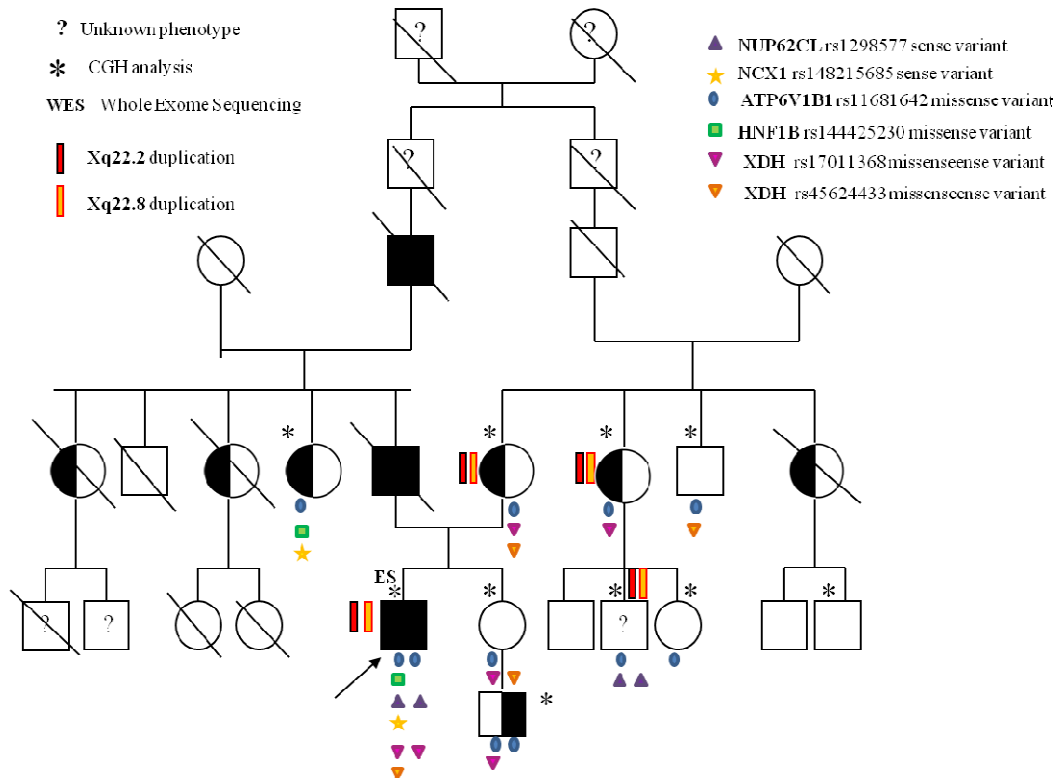 ? Unknown phenotype
* CGH analysis
WES Whole Exome Sequencing
Xq22.2 duplication
Xq22.8 duplication
? ?
NUP62CL rs1298577 sense variant
NCX1 rs148215685 sense variant
ATP6V1B1 rs11681642 missense variant
HNF1B rs144425230 missense variant
XDH rs17011368 missenseense variant
XDH rs45624433 missenseense variant
? ?
* * * *
ES
* * * * *
? ? ?
*